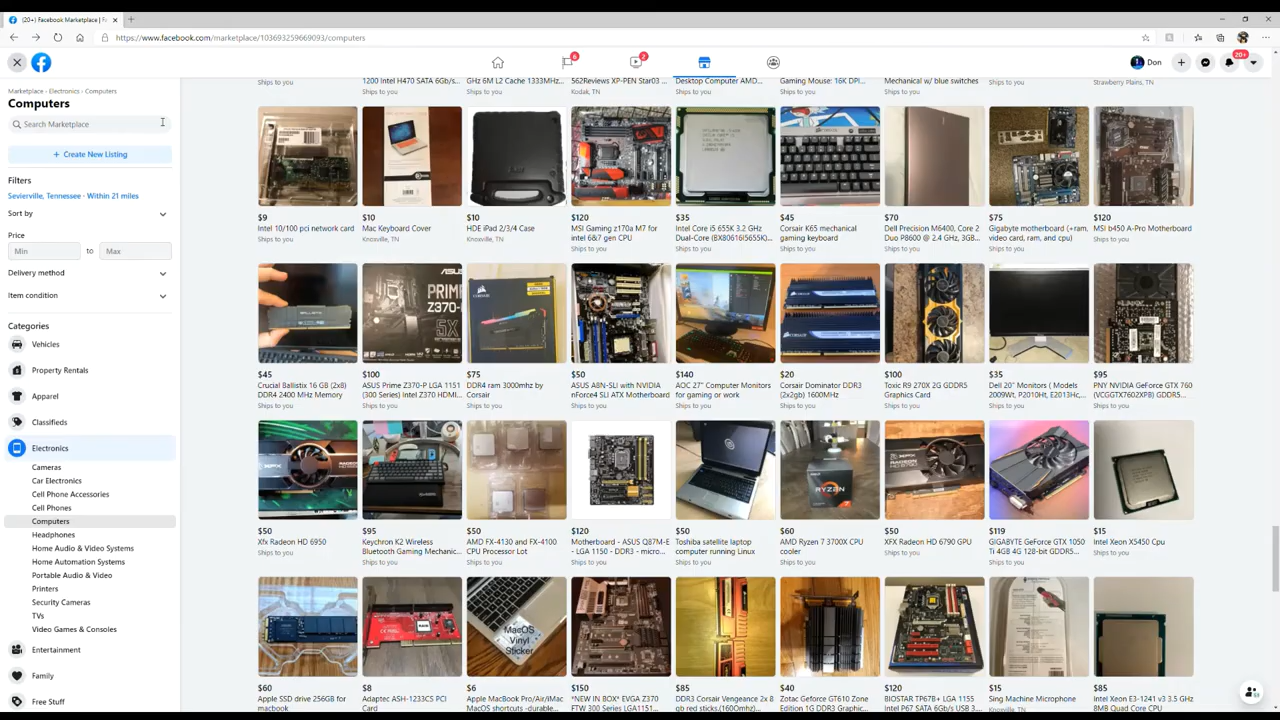 (20+) Facebook Marketplace | F
https://www.facebook.com/marketplace/103693259669093/computers
6
2
Don
20+
Marketplace · Electronics · Computers
Computers
Search Marketplace
+ Create New Listing
Filters
Sevierville, Tennessee · Within 21 miles
Sort by
Price
Min
to
Max
Delivery method
Item condition
Categories
Vehicles
Property Rentals
Apparel
Classifieds
Electronics
Cameras
Car Electronics
Cell Phone Accessories
Cell Phones
Computers
Headphones
Home Audio & Video Systems
Home Automation Systems
Portable Audio & Video
Printers
Security Cameras
TVs
Video Games & Consoles
Entertainment
Family
Free Stuff
Ships to you
1200 Intel H470 SATA 6Gb/s...
Ships to you
GHz 6M L2 Cache 1333MHz...
Ships to you
562Reviews XP-PEN Star03 ...
Kodak, TN
Desktop Computer AMD...
Ships to you
Gaming Mouse: 16K DPI...
Ships to you
Mechanical w/ blue switches
Ships to you
Strawberry Plains, TN
$9
Intel 10/100 pci network card
Ships to you
$10
Mac Keyboard Cover
Knoxville, TN
$10
HDE iPad 2/3/4 Case
Knoxville, TN
$120
MSI Gaming z170a M7 for
intel 6&7 gen CPU
Ships to you
$35
Intel Core i5 655K 3.2 GHz
Dual-Core (BX80616I5655K)...
Ships to you
$45
Corsair K65 mechanical
gaming keyboard
Ships to you
$70
Dell Precision M6400, Core 2
Duo P8600 @ 2.4 GHz, 3GB...
Ships to you
$75
Gigabyte motherboard (+ram,
video card, ram, and cpu)
Ships to you
$120
MSI b450 A-Pro Motherboard
Ships to you
BALLISTIX
ASUS
PRIME
Z370-
SX
$45
Crucial Ballistix 16 GB (2x8)
DDR4 2400 MHz Memory
Ships to you
$100
ASUS Prime Z370-P LGA 1151
(300 Series) Intel Z370 HDMI...
Ships to you
$75
DDR4 ram 3000mhz by
Corsair
Ships to you
$50
ASUS A8N-SLI with NVIDIA
nForce4 SLI ATX Motherboard
Ships to you
$140
AOC 27" Computer Monitors
for gaming or work
Ships to you
$20
Corsair Dominator DDR3
(2x2gb) 1600MHz
Ships to you
$100
Toxic R9 270X 2G GDDR5
Graphics Card
Ships to you
$35
Dell 20" Monitors ( Models
2009Wt, P2010Ht, E2013Hc,...
Ships to you
$95
PNY NVIDIA GeForce GTX 760
(VCGGTX7602XPB) GDDR5...
Ships to you
RYZEN
$50
Xfx Radeon HD 6950
Ships to you
$95
Keychron K2 Wireless
Bluetooth Gaming Mechanic...
Ships to you
$50
AMD FX-4130 and FX-4100
CPU Processor Lot
Ships to you
$120
Motherboard - ASUS Q87M-E
- LGA 1150 - DDR3 - micro...
Ships to you
$50
Toshiba satellite laptop
computer running Linux
Ships to you
$60
AMD Ryzen 7 3700X CPU
cooler
Ships to you
$50
XFX Radeon HD 6790 GPU
Ships to you
$119
GIGABYTE GeForce GTX 1050
Ti 4GB 4G 128-bit GDDR5...
Ships to you
$15
Intel Xeon X5450 Cpu
Ships to you
MacOS
Vinyl
Sticker
$60
Apple SSD drive 256GB for
macbook
$8
Adaptec ASH-1233CS PCI
Card
$6
Apple MacBook Pro/Air/iMac
MacOS shortcuts -durable...
$150
*NEW IN BOX* EVGA Z370
FTW 300 Series LGA1151...
$85
DDR3 Corsair Vengeance 2x 8
gb red sticks.(1600mhz)...
$40
Zotac Geforce GT610 Zone
Edition 1G DDR3 Graphic...
$120
BIOSTAR TP67B+ LGA 1155
Intel P67 SATA 6Gb/s USB 3...
$15
Sing Machine Microphone
Knoxville, TN
$85
Intel Xeon E3-1241 v3 3.5 GHz
8MB Quad Core CPU